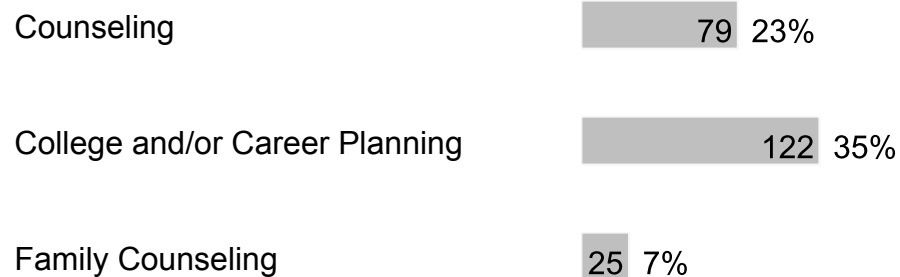 Counseling 79 23%
College and/or Career Planning 122 35%
Family Counseling 25 7%